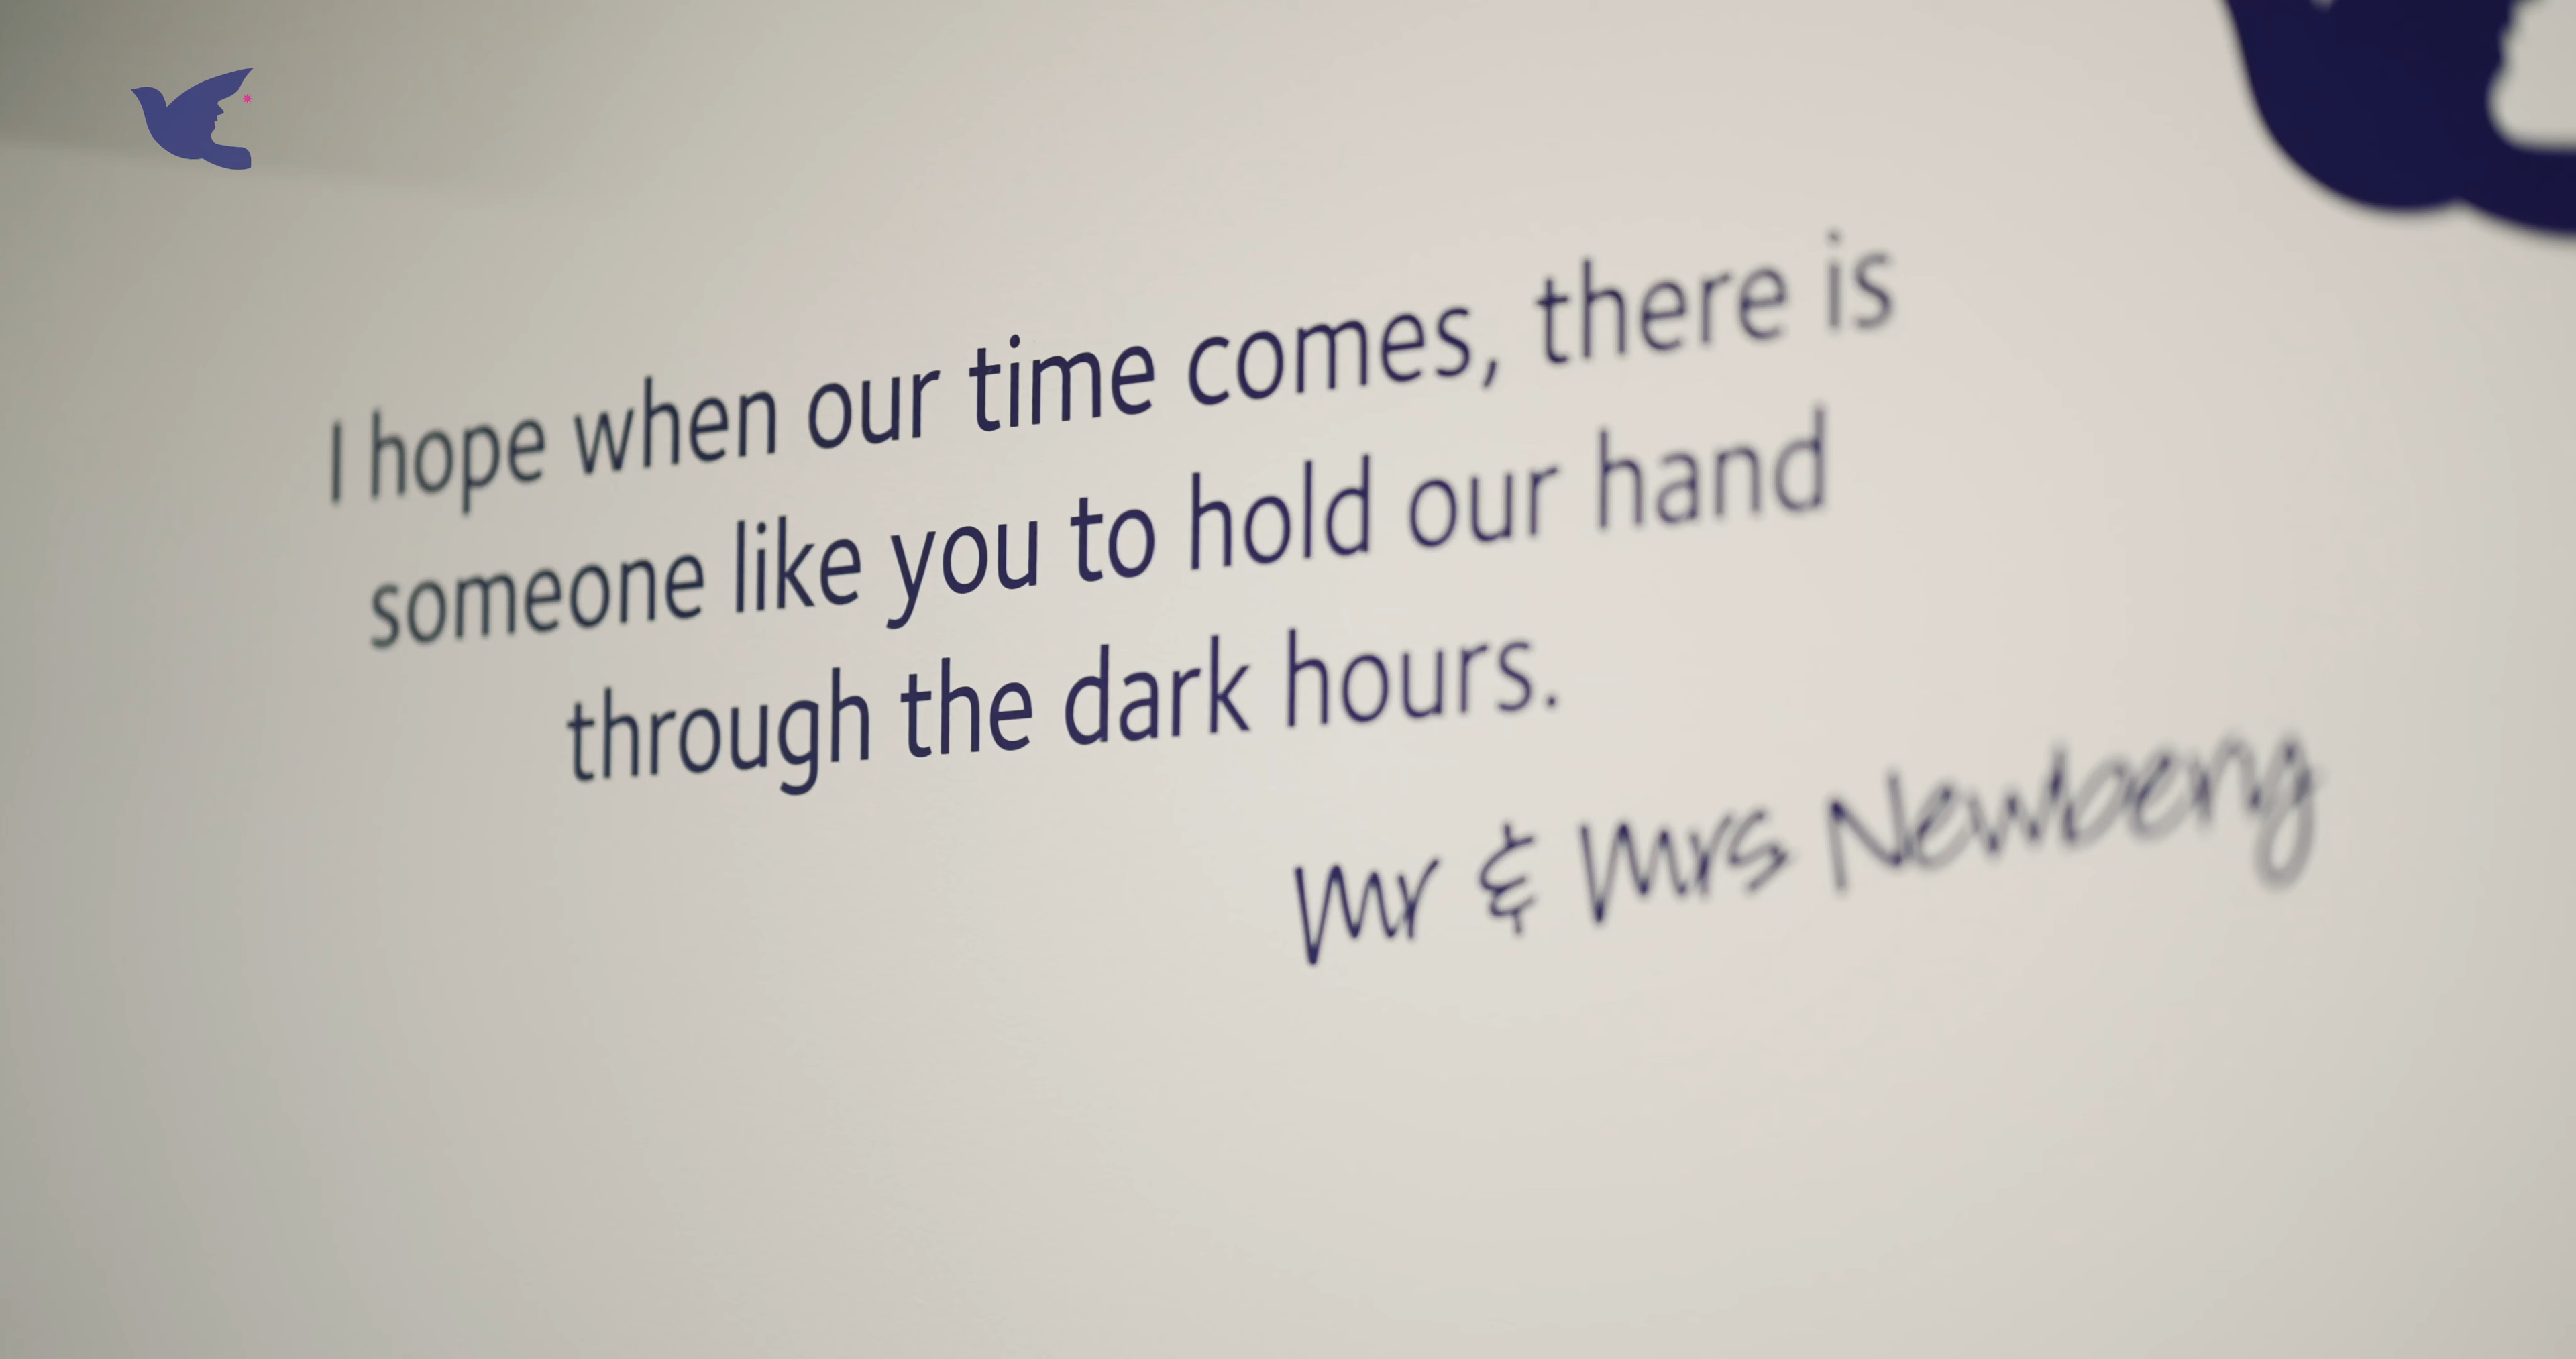 I hope when our time comes, there is
someone like you to hold our hand
through the dark hours.
Mr & Mrs Newbeng